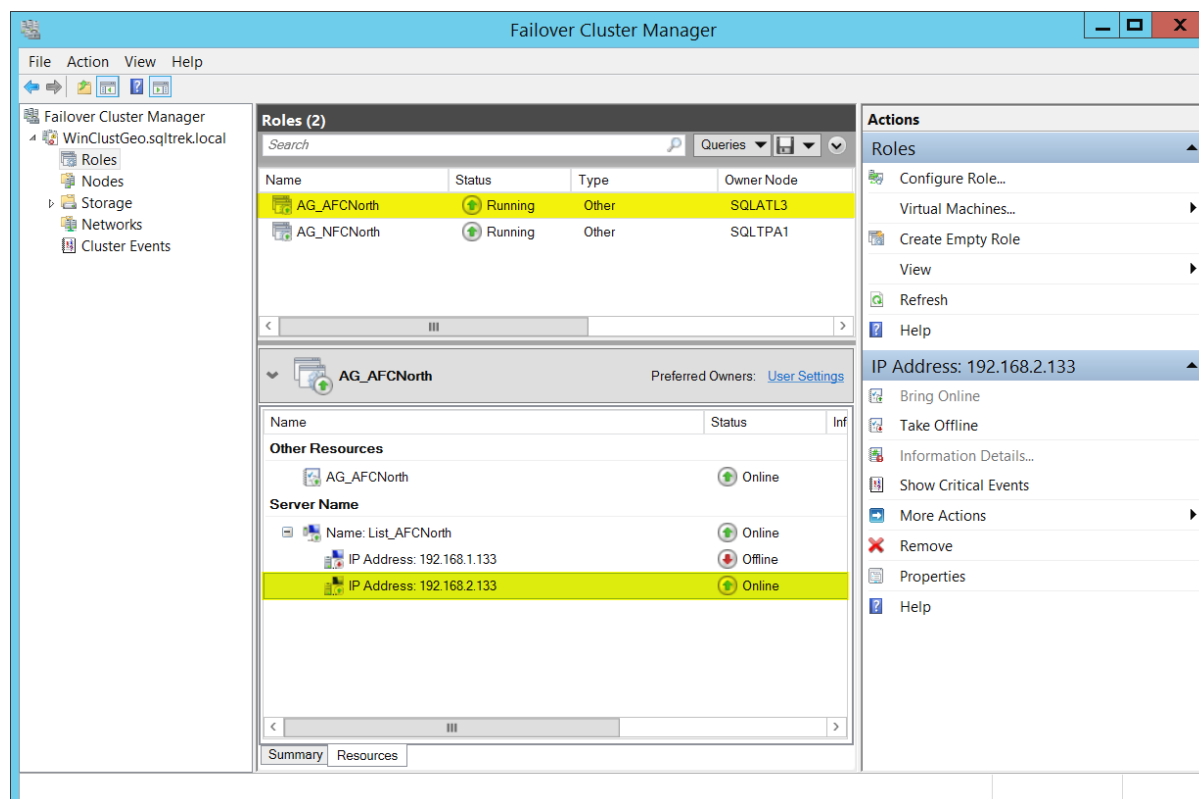 Failover Cluster Manager
File Action View Help
Failover Cluster Manager
WinClustGeo.sqltrek.local
Roles
Nodes
Storage
Networks
Cluster Events
Roles (2)
Search
Queries
Name Status Type Owner Node
AG_AFCNorth Running Other SQLATL3
AG_NFCNorth Running Other SQLTPA1
AG_AFCNorth Preferred Owners: User Settings
Name Status Inf
Other Resources
AG_AFCNorth Online
Server Name
Name: List_AFCNorth Online
IP Address: 192.168.1.133 Offline
IP Address: 192.168.2.133 Online
Summary Resources
Actions
Roles
Configure Role...
Virtual Machines...
Create Empty Role
View
Refresh
Help
IP Address: 192.168.2.133
Bring Online
Take Offline
Information Details...
Show Critical Events
More Actions
Remove
Properties
Help